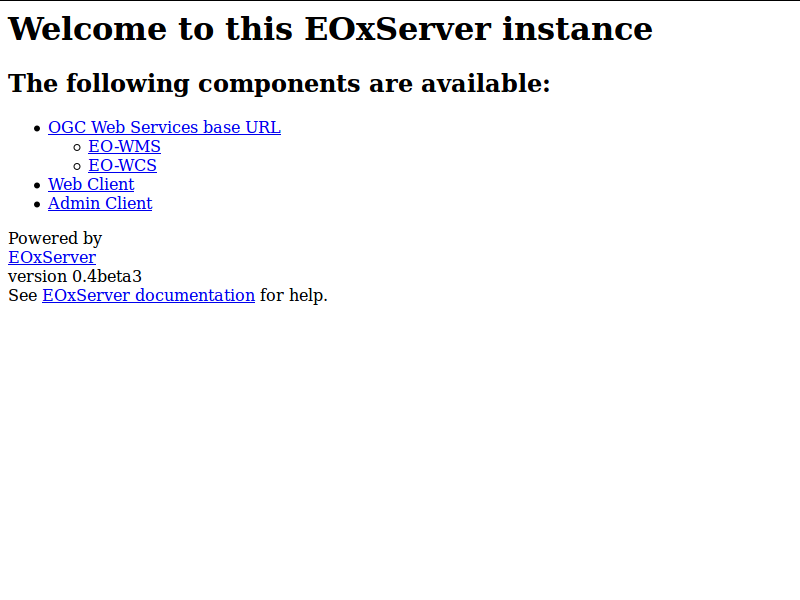 Welcome to this EOxServer instance
The following components are available:
OGC Web Services base URL
EO-WMS
EO-WCS
Web Client
Admin Client
Powered by
EOxServer
version 0.4beta3
See EOxServer documentation for help.